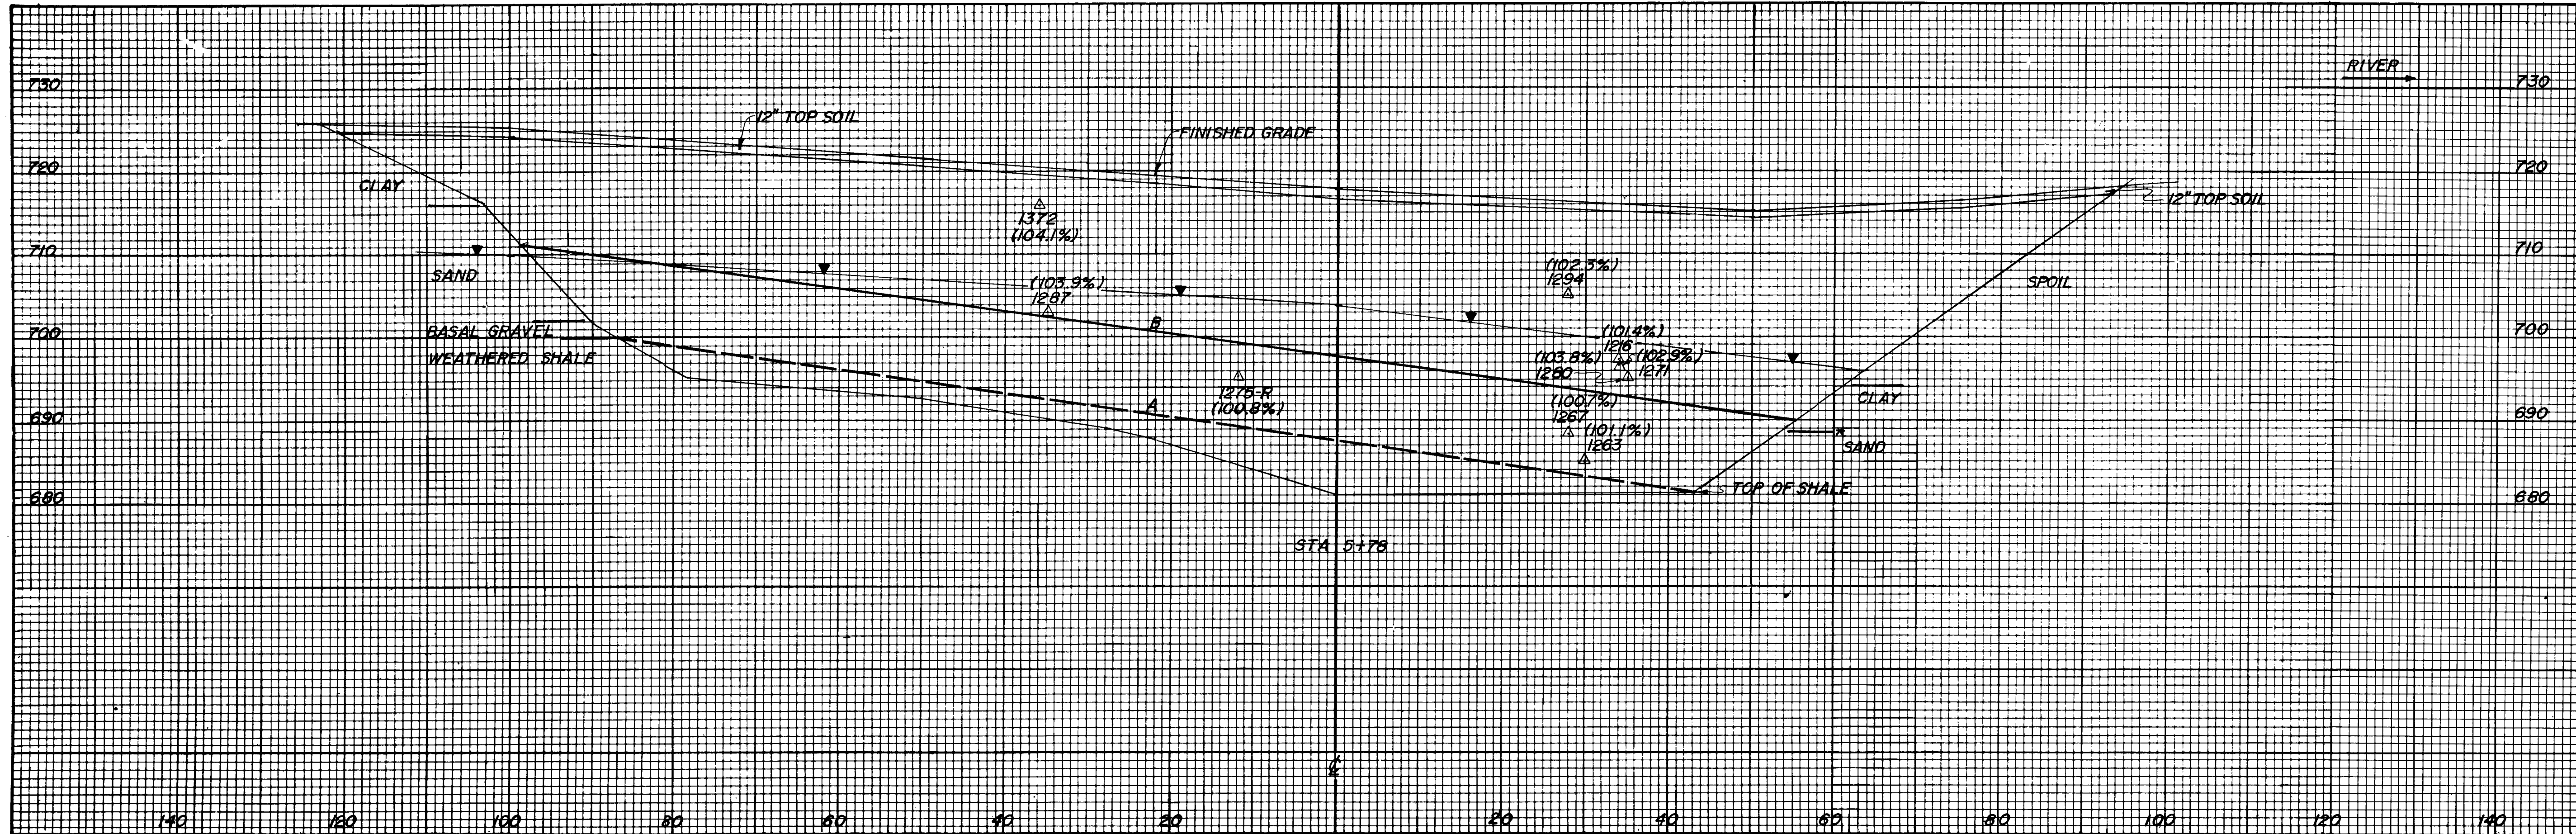 RIVER
730
730
12" TOP SOIL
FINISHED GRADE
720
720
CLAY
12" TOP SOIL
1372
(104.1%)
710
710
SAND
(102.3%)
1294
SPOIL
(103.9%)
1287
BASAL GRAVEL
700
B
700
(101.4%)
1216
WEATHERED SHALE
(103.8%)
1280
(102.9%)
1271
1275-R
(100.8%)
CLAY
A
(100.7%)
1267
690
690
(101.1%)
1263
SAND
TOP OF SHALE
680
680
STA 5+78
℄
140 120 100 80 60 40 20 20 40 60 80 100 120 140